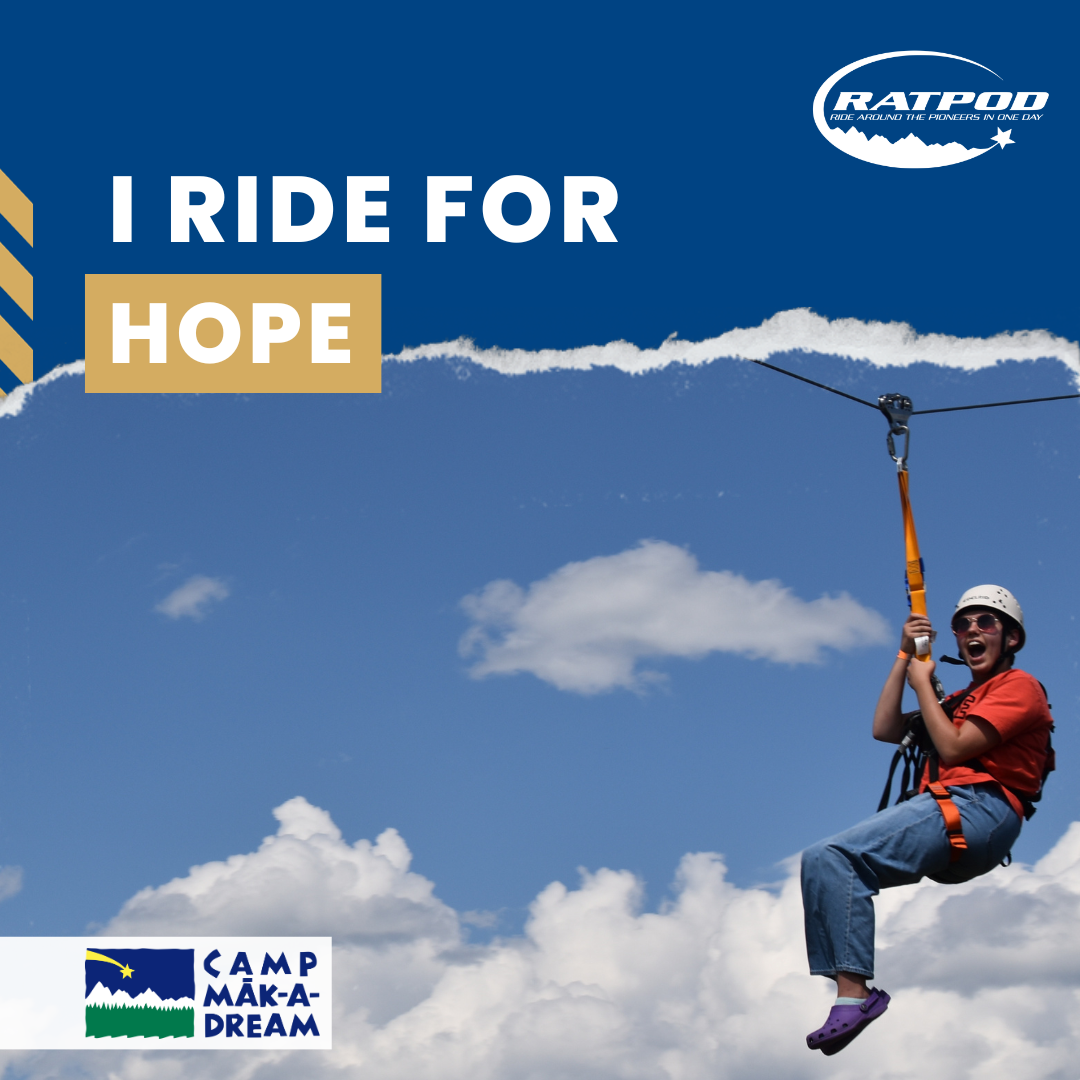 RATPOD
RIDE AROUND THE PIONEERS IN ONE DAY
I RIDE FOR
HOPE
CAMP
MĀK-A-
DREAM